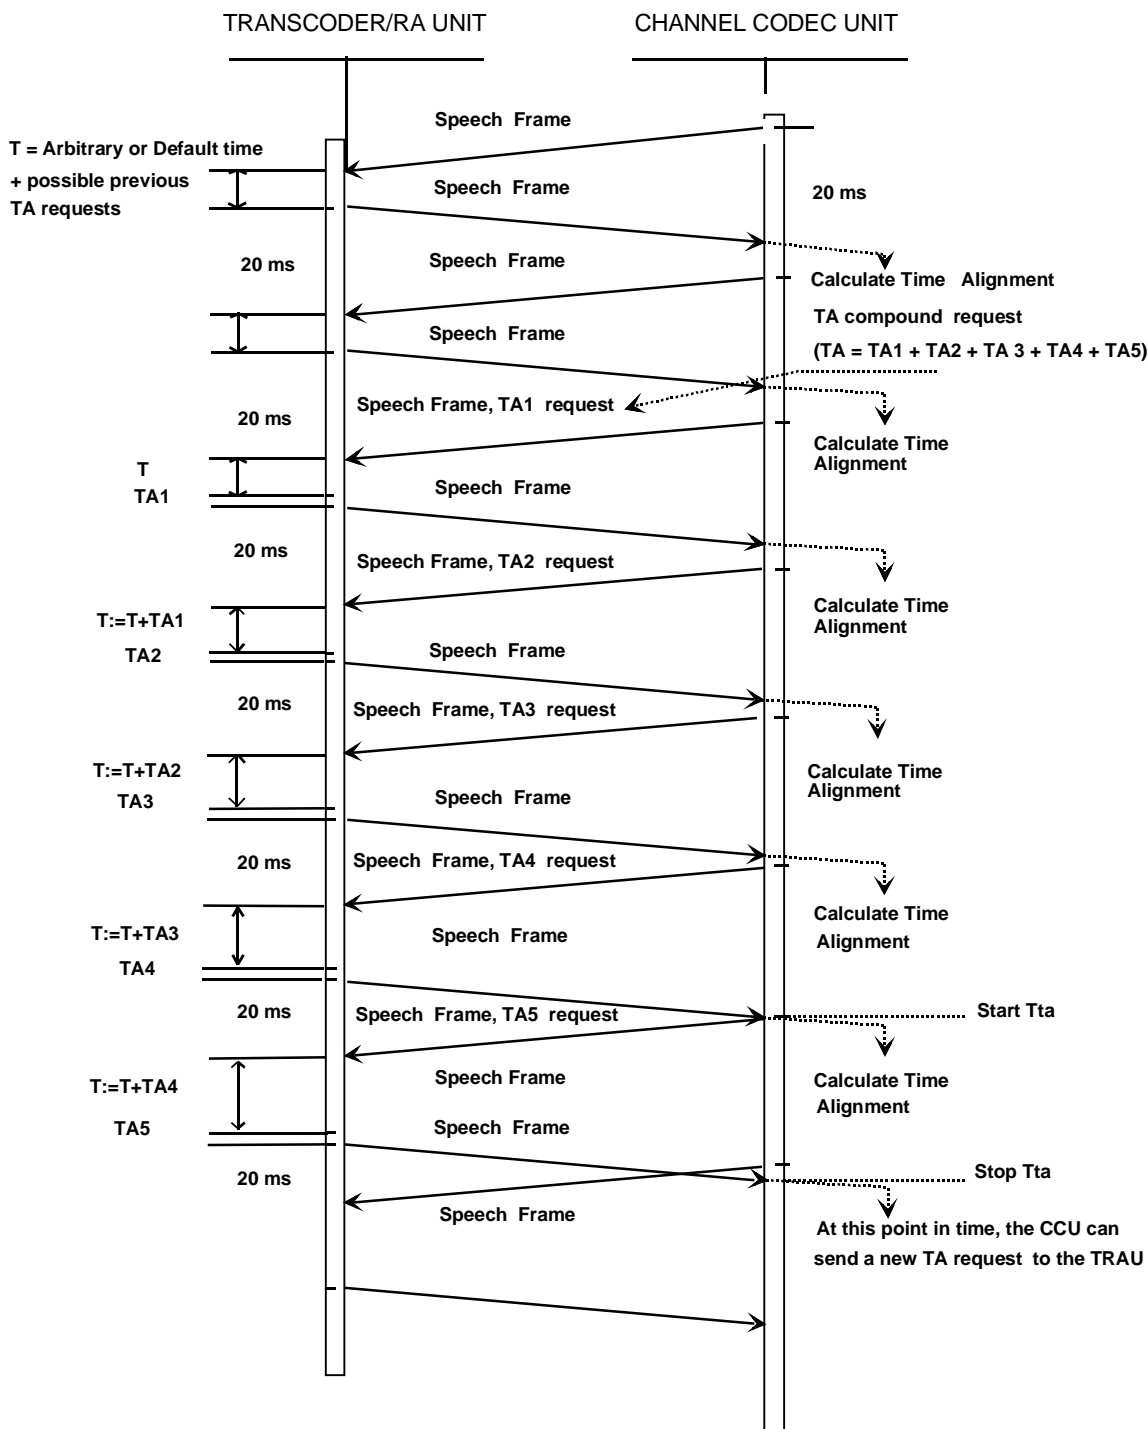 TRANSCODER/RA UNIT
CHANNEL CODEC UNIT
Speech Frame
T = Arbitrary or Default time
+ possible previous
TA requests
Speech Frame
20 ms
20 ms
Speech Frame
Calculate Time Alignment
TA compound request
(TA = TA1 + TA2 + TA 3 + TA4 + TA5)
Speech Frame
Speech Frame, TA1 request
20 ms
Calculate Time
Alignment
T
TA1
Speech Frame
20 ms
Speech Frame, TA2 request
Calculate Time
Alignment
T:=T+TA1
TA2
Speech Frame
20 ms
Speech Frame, TA3 request
Calculate Time
Alignment
T:=T+TA2
TA3
Speech Frame
20 ms
Speech Frame, TA4 request
Calculate Time
Alignment
T:=T+TA3
TA4
Speech Frame
20 ms
Speech Frame, TA5 request
Start Tta
Calculate Time
Alignment
T:=T+TA4
TA5
Speech Frame
Speech Frame
20 ms
Stop Tta
Speech Frame
At this point in time, the CCU can
send a new TA request to the TRAU